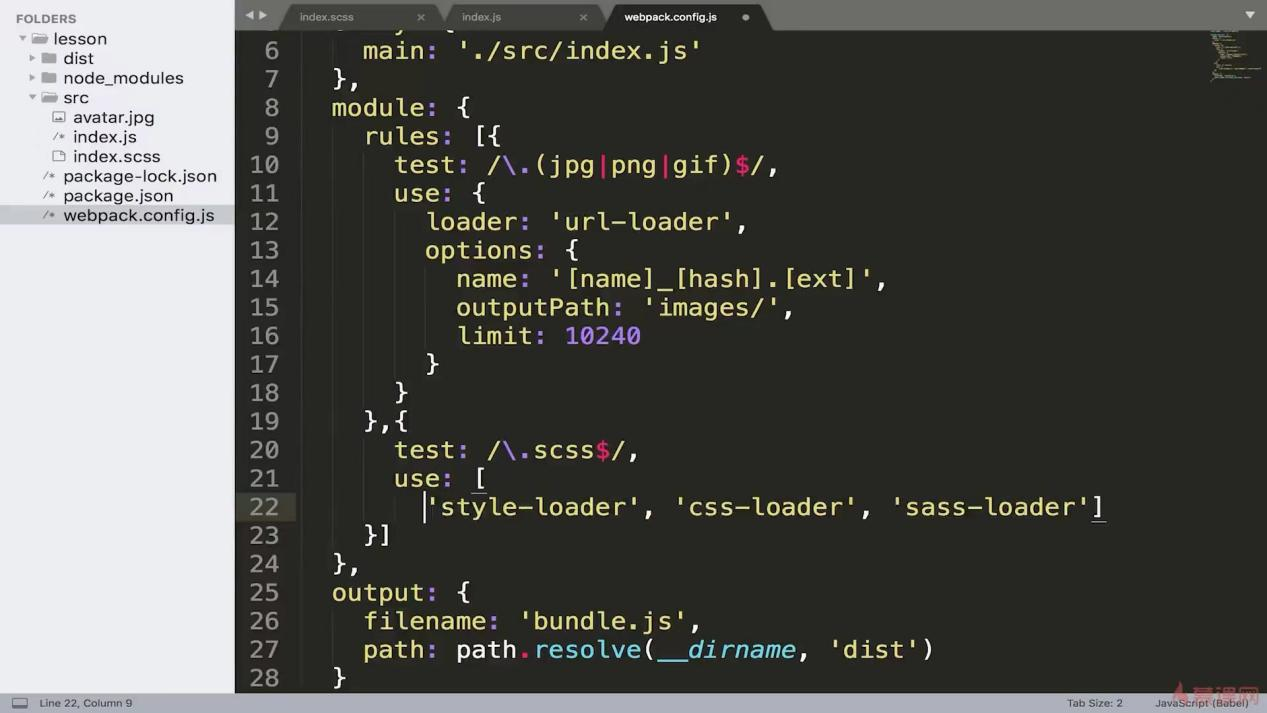 index.scss
index.js
webpack.config.js
FOLDERS
lesson
dist
node_modules
src
avatar.jpg
index.js
index.scss
package-lock.json
package.json
webpack.config.js
6 main: './src/index.js'
7 },
8 module: {
9 rules: [{
10 test: /\.(jpg|png|gif)$/,
11 use: {
12 loader: 'url-loader',
13 options: {
14 name: '[name]_[hash].[ext]',
15 outputPath: 'images/',
16 limit: 10240
17 }
18 }
19 },{
20 test: /\.scss$/,
21 use: [
22 'style-loader', 'css-loader', 'sass-loader']
23 }]
24 },
25 output: {
26 filename: 'bundle.js',
27 path: path.resolve(__dirname, 'dist')
28 }
Line 22, Column 9
Tab Size: 2
JavaScript (Babel)
慕课网